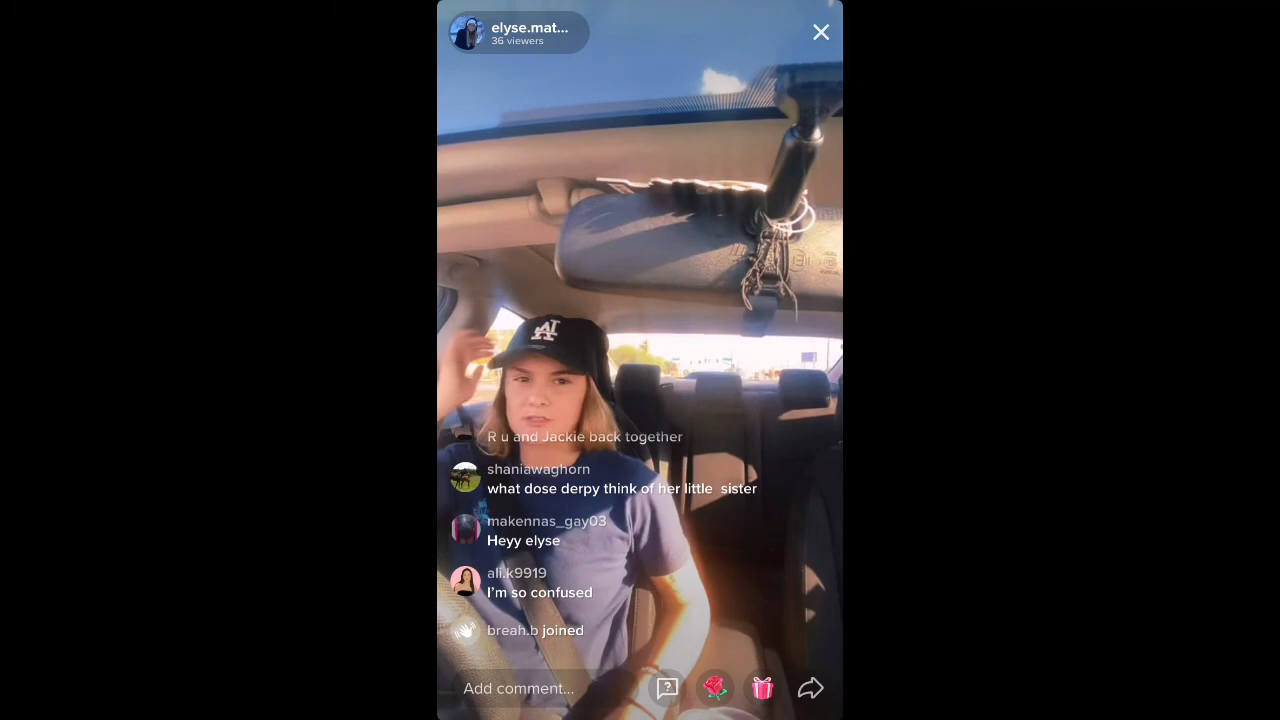 elyse.mat...
36 viewers
LA
R u and Jackie back together
shaniawaghorn
what dose derpy think of her little sister
makennas_gay03
Heyy elyse
ali.k9919
I'm so confused
breah.b joined
Add comment...
?